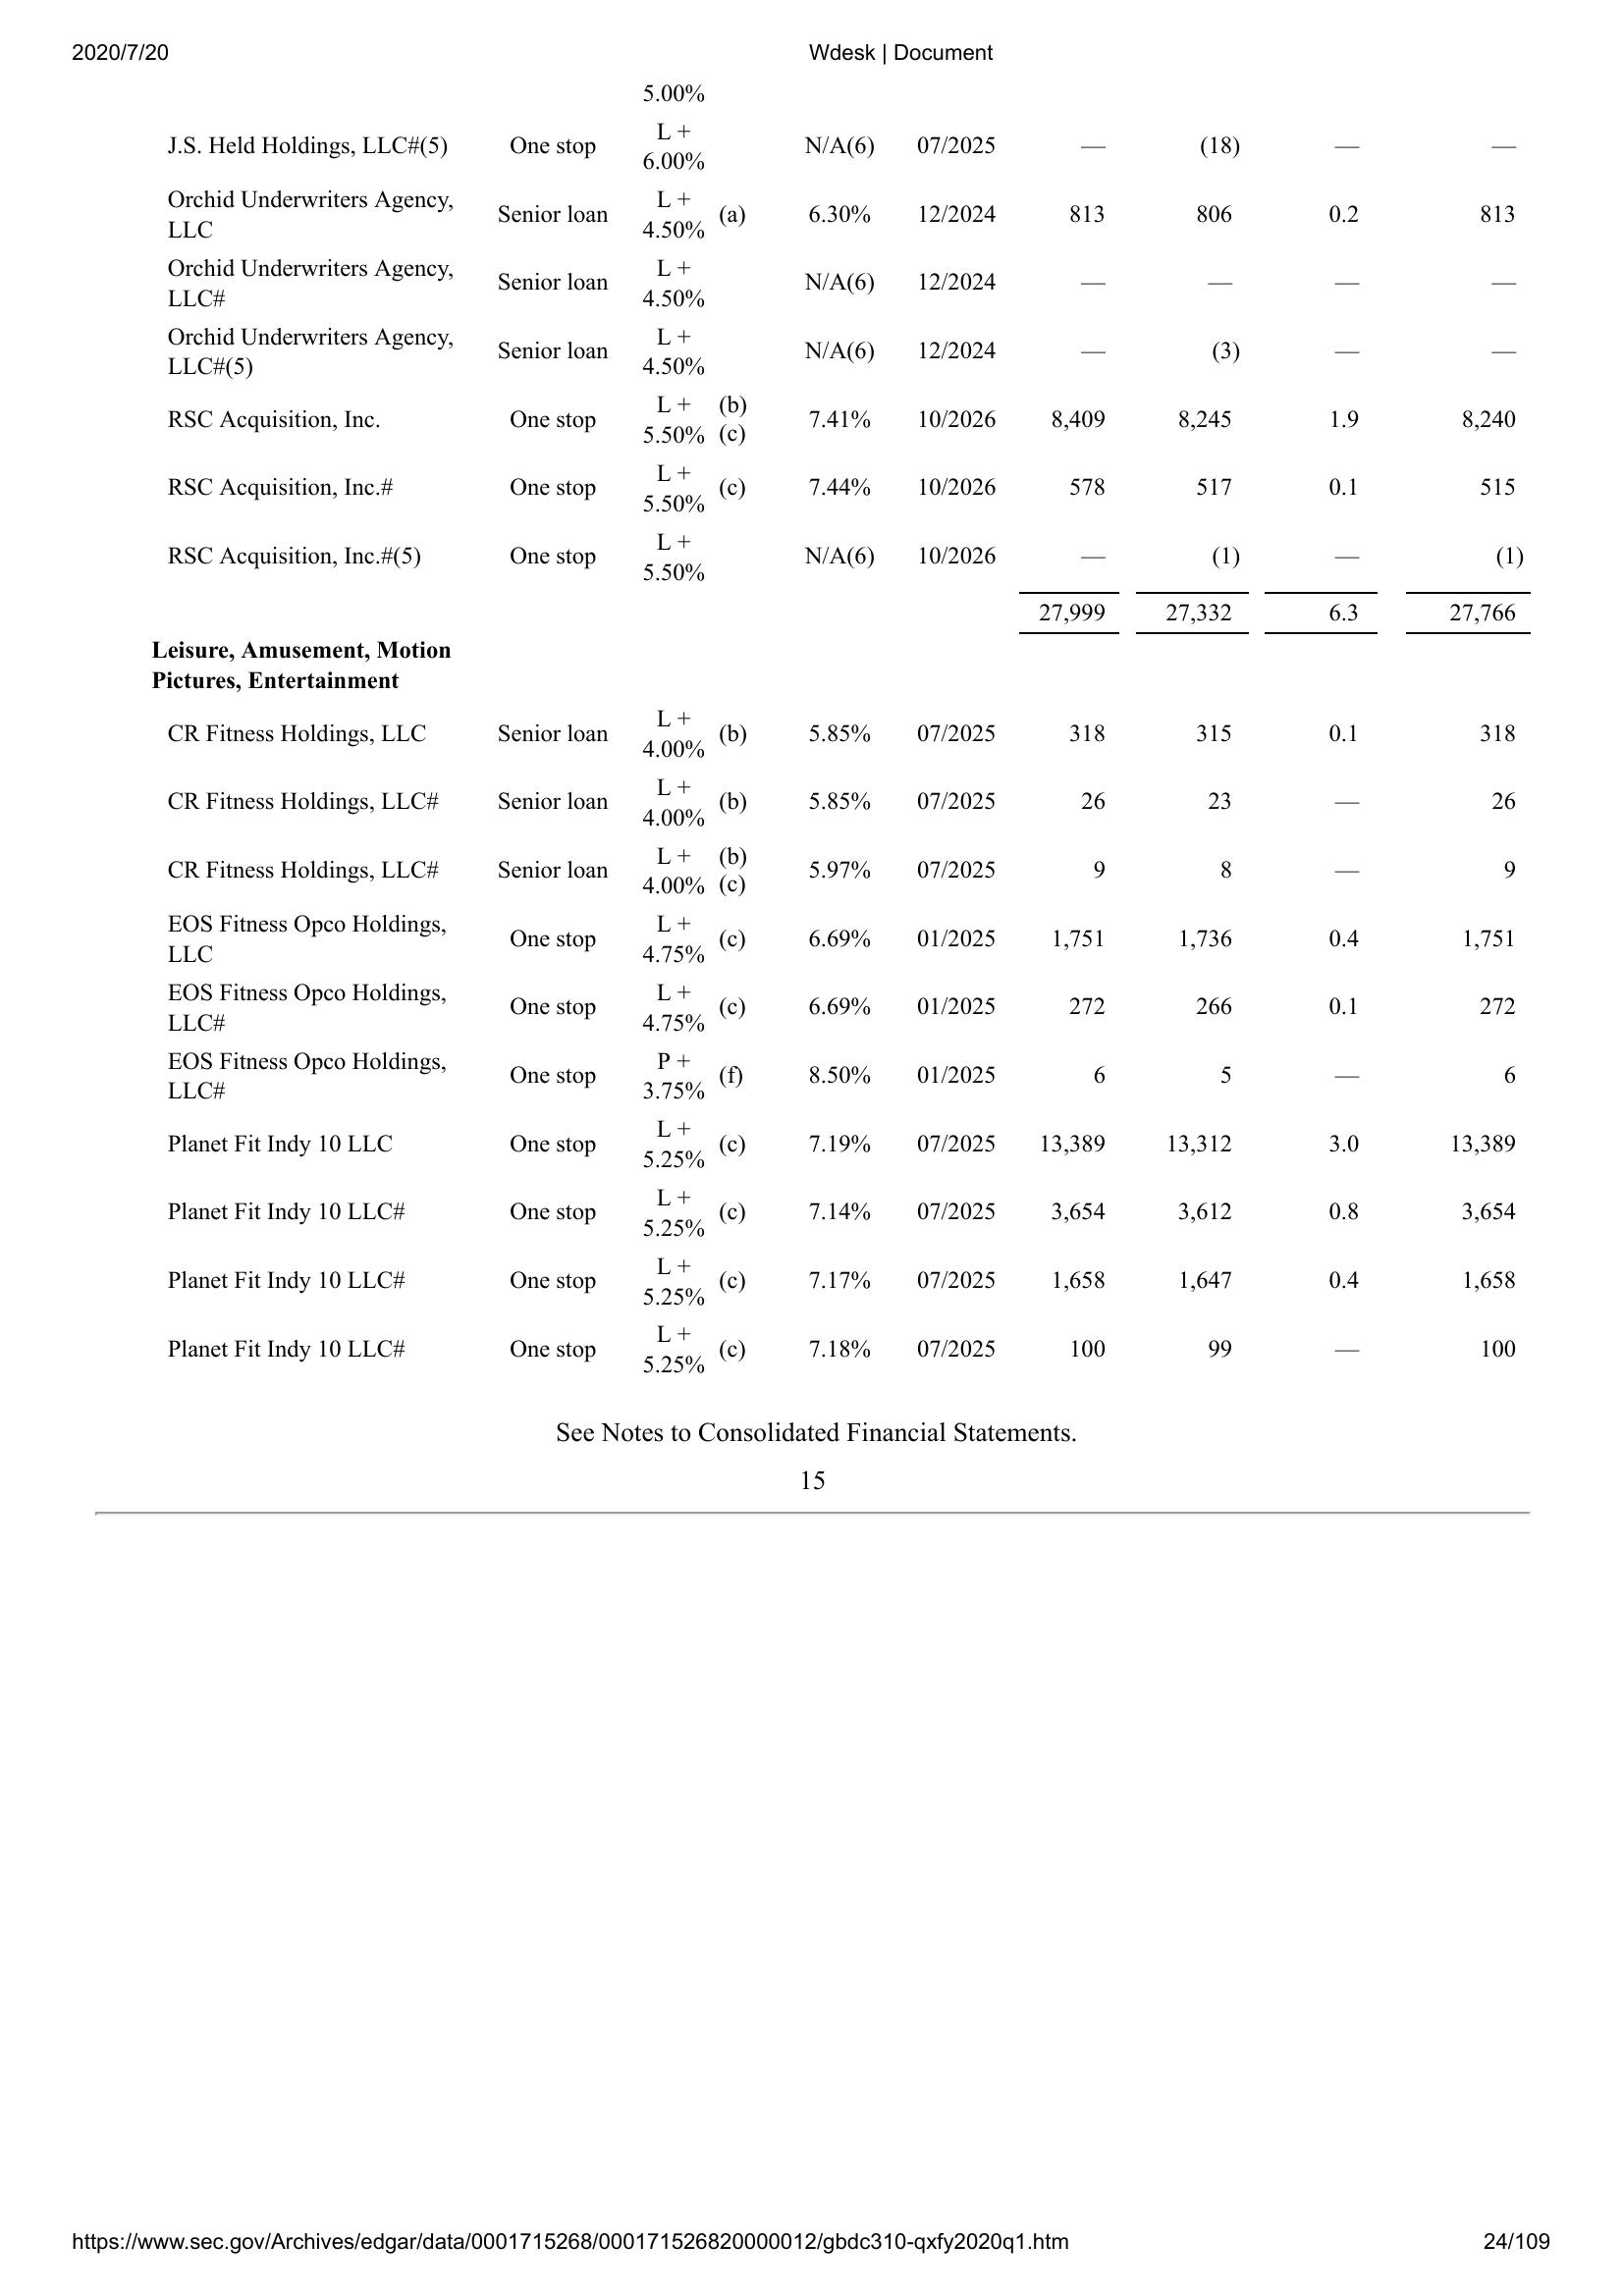 2020/7/20 Wdesk | Document
5.00%
J.S. Held Holdings, LLC#(5) One stop L + 6.00% N/A(6) 07/2025 — (18) — —
Orchid Underwriters Agency, LLC Senior loan L + 4.50% (a) 6.30% 12/2024 813 806 0.2 813
Orchid Underwriters Agency, LLC# Senior loan L + 4.50% N/A(6) 12/2024 — — — —
Orchid Underwriters Agency, LLC#(5) Senior loan L + 4.50% N/A(6) 12/2024 — (3) — —
RSC Acquisition, Inc. One stop L + 5.50% (b) (c) 7.41% 10/2026 8,409 8,245 1.9 8,240
RSC Acquisition, Inc.# One stop L + 5.50% (c) 7.44% 10/2026 578 517 0.1 515
RSC Acquisition, Inc.#(5) One stop L + 5.50% N/A(6) 10/2026 — (1) — (1)
27,999 27,332 6.3 27,766
Leisure, Amusement, Motion
Pictures, Entertainment
CR Fitness Holdings, LLC Senior loan L + 4.00% (b) 5.85% 07/2025 318 315 0.1 318
CR Fitness Holdings, LLC# Senior loan L + 4.00% (b) 5.85% 07/2025 26 23 — 26
CR Fitness Holdings, LLC# Senior loan L + 4.00% (b) (c) 5.97% 07/2025 9 8 — 9
EOS Fitness Opco Holdings, LLC One stop L + 4.75% (c) 6.69% 01/2025 1,751 1,736 0.4 1,751
EOS Fitness Opco Holdings, LLC# One stop L + 4.75% (c) 6.69% 01/2025 272 266 0.1 272
EOS Fitness Opco Holdings, LLC# One stop P + 3.75% (f) 8.50% 01/2025 6 5 — 6
Planet Fit Indy 10 LLC One stop L + 5.25% (c) 7.19% 07/2025 13,389 13,312 3.0 13,389
Planet Fit Indy 10 LLC# One stop L + 5.25% (c) 7.14% 07/2025 3,654 3,612 0.8 3,654
Planet Fit Indy 10 LLC# One stop L + 5.25% (c) 7.17% 07/2025 1,658 1,647 0.4 1,658
Planet Fit Indy 10 LLC# One stop L + 5.25% (c) 7.18% 07/2025 100 99 — 100
See Notes to Consolidated Financial Statements.
15
https://www.sec.gov/Archives/edgar/data/0001715268/000171526820000012/gbdc310-qxfy2020q1.htm 24/109